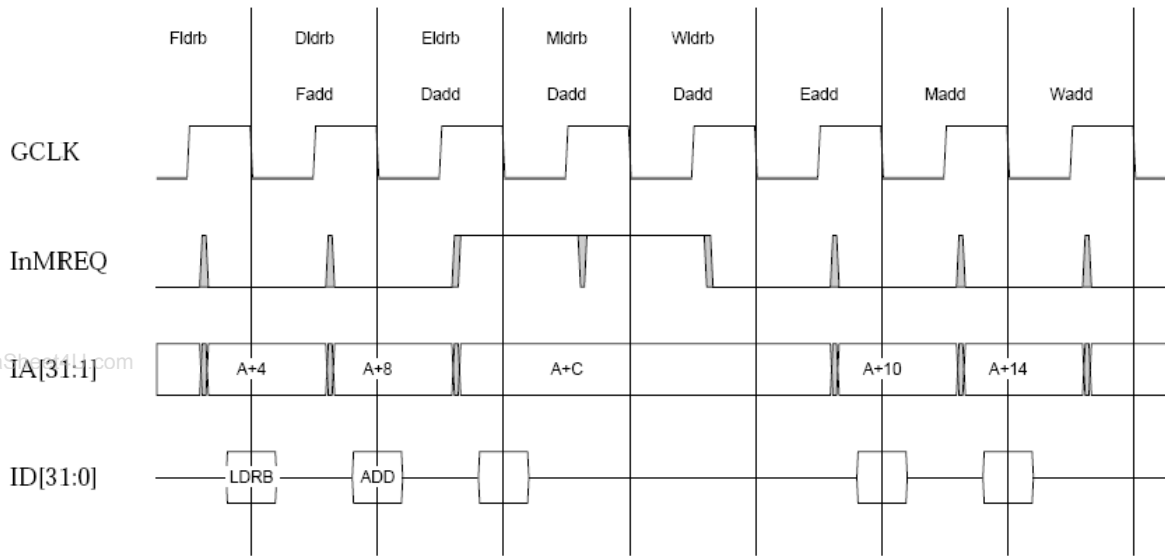 Fldrb Dldrb Eldrb Mldrb Wldrb
Fadd Dadd Dadd Dadd Eadd Madd Wadd
GCLK
InMREQ
IA[31:1] A+4 A+8 A+C A+10 A+14
ID[31:0] LDRB ADD